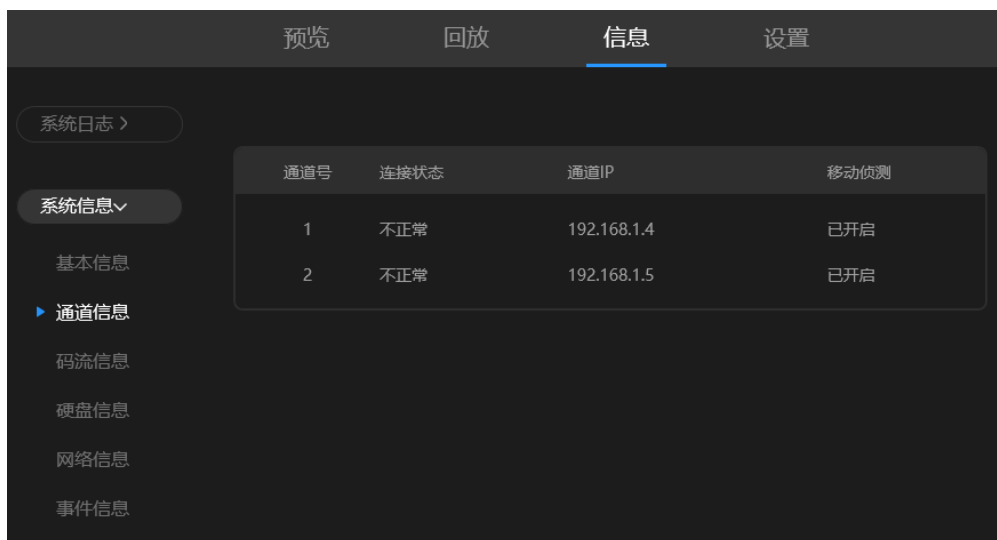 预览 回放 信息 设置
系统日志 >
通道号 连接状态 通道IP 移动侦测
系统信息
1 不正常 192.168.1.4 已开启
基本信息
2 不正常 192.168.1.5 已开启
通道信息
码流信息
硬盘信息
网络信息
事件信息